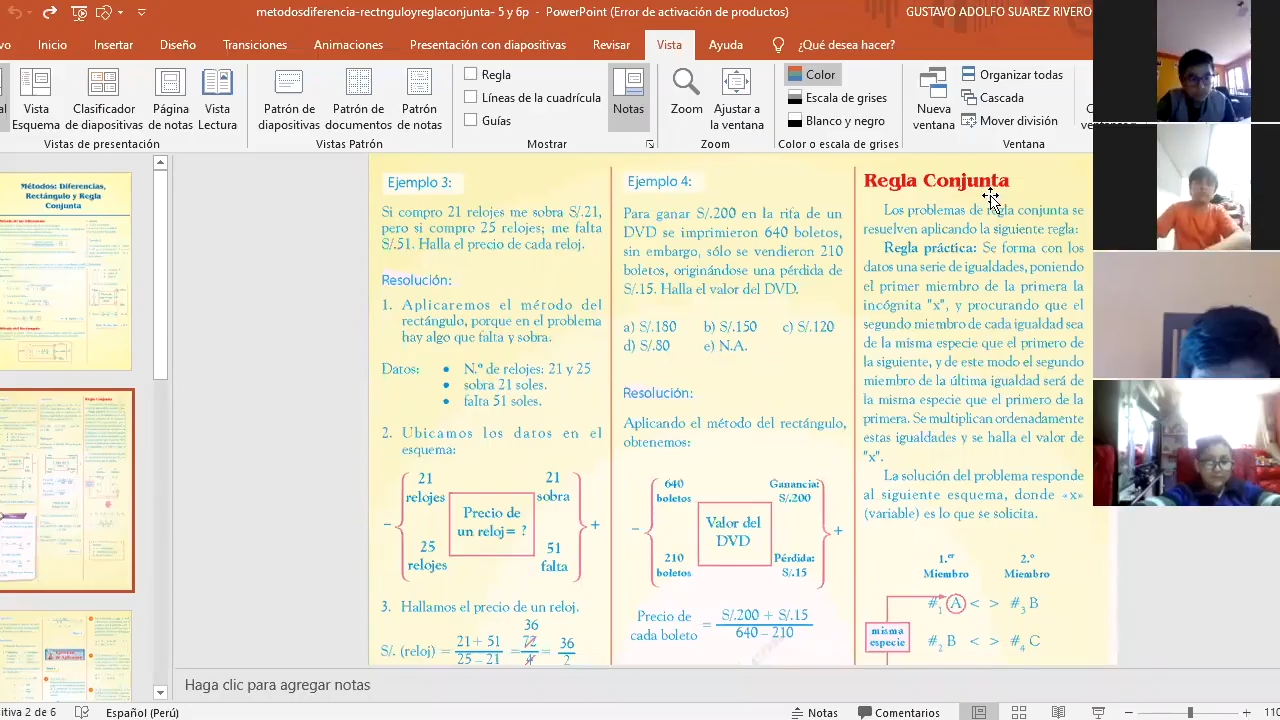 metodosdiferencia-rectnguloyreglaconjunta- 5 y 6p - PowerPoint (Error de activación de productos)
GUSTAVO ADOLFO SUAREZ RIVERO
vo Inicio Insertar Diseño Transiciones Animaciones Presentación con diapositivas Revisar Vista Ayuda ¿Qué desea hacer?
Vista Esquema
Clasificador de diapositivas
Página de notas
Vista Lectura
Vistas de presentación
Patrón de diapositivas
Patrón de documentos
Patrón de notas
Vistas Patrón
Regla
Líneas de la cuadrícula
Guías
Mostrar
Notas
Zoom
Ajustar a la ventana
Zoom
Color
Escala de grises
Blanco y negro
Color o escala de grises
Nueva ventana
Organizar todas
Cascada
Mover división
Ventana
Métodos: Diferencias,
Rectángulo y Regla
Conjunta
Ejemplo 3:
Si compro 21 relojes me sobra S/.21,
pero si compro 25 relojes; me falta
S/.51. Halla el precio de cada reloj.
Resolución:
1. Aplicaremos el método del
rectángulo, porque en el problema
hay algo que falta y sobra.
Datos: • N.º de relojes: 21 y 25
• sobra 21 soles.
• falta 51 soles.
2. Ubicamos los datos en el
esquema:
21
relojes
21
sobra
Precio de
un reloj = ?
− +
25
relojes
51
falta
3. Hallamos el precio de un reloj.
36
S/. (reloj)
21 + 51
36
2
Ejemplo 4:
Para ganar S/.200 en la rifa de un
DVD se imprimieron 640 boletos,
sin embargo, sólo se vendieron 210
boletos, originándose una pérdida de
S/.15. Halla el valor del DVD.
a) S/.180 b) S/.150 c) S/.120
d) S/.80 e) N.A.
Resolución:
Aplicando el método del rectángulo,
obtenemos:
640
boletos
Ganancia:
S/.200
Valor del
DVD
− +
210
boletos
Pérdida:
S/.15
Precio de
cada boleto =
S/.200 + S/.15
640 – 210
Regla Conjunta
Los problemas de regla conjunta se
resuelven aplicando la siguiente regla:
Regla práctica: Se forma con los
datos una serie de igualdades, poniendo
el primer miembro de la primera la
incógnita "x", y procurando que el
segundo miembro de cada igualdad sea
de la misma especie que el primero de
la siguiente, y de este modo el segundo
miembro de la última igualdad será de
la misma especie que el primero de la
primera. Se multiplican ordenadamente
estas igualdades y se halla el valor de
"x".
La solución del problema responde
al siguiente esquema, donde «x»
(variable) es lo que se solicita.
1.er
Miembro
2.º
Miembro
#1 A < > #3 B
misma
especie
#2 B #4 C
Haga clic para agregar notas
sitiva 2 de 6 Español (Perú) Notas Comentarios 110